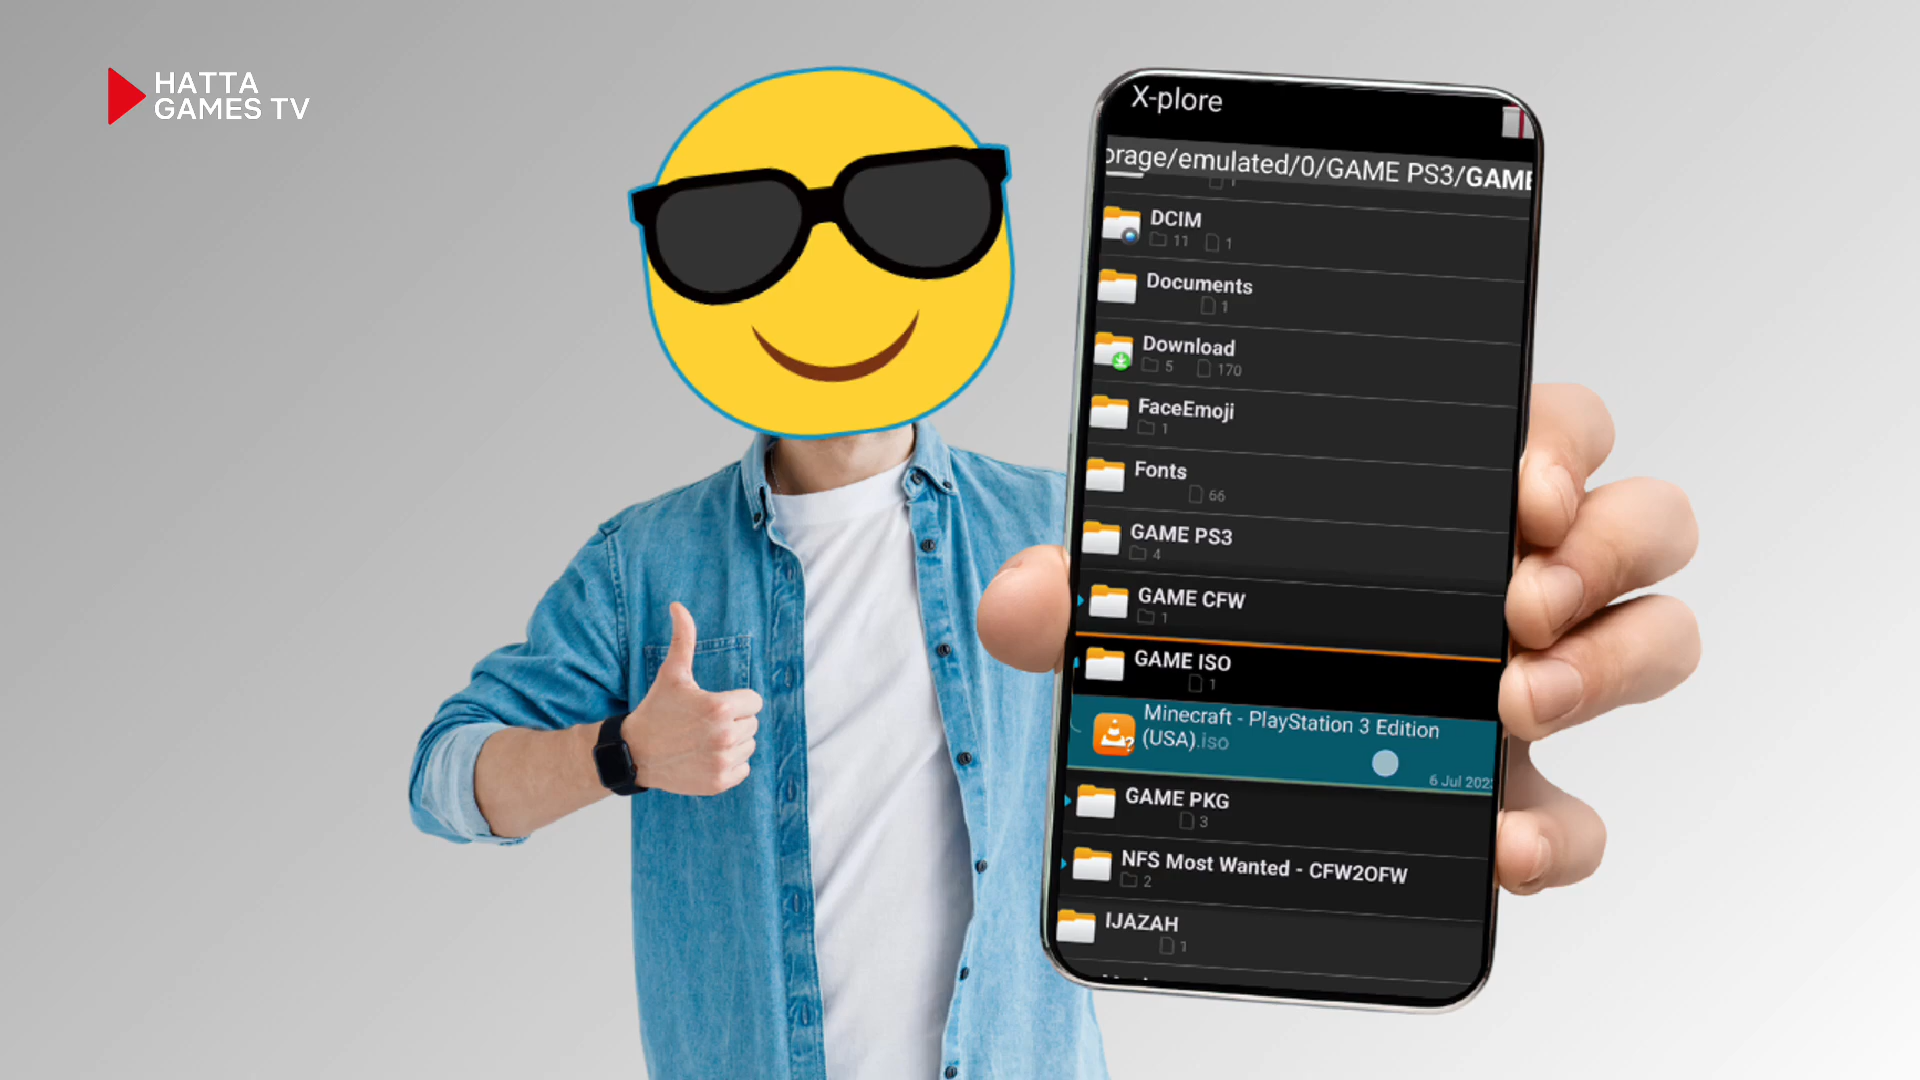 HATTA
GAMES TV
X-plore
orage/emulated/0/GAME PS3/GAME
DCIM
11 1
Documents
1
Download
5 170
FaceEmoji
1
Fonts
66
GAME PS3
4
GAME CFW
1
GAME ISO
1
Minecraft - PlayStation 3 Edition
(USA).iso
6 Jul 202
GAME PKG
3
NFS Most Wanted - CFW2OFW
2
IJAZAH
1